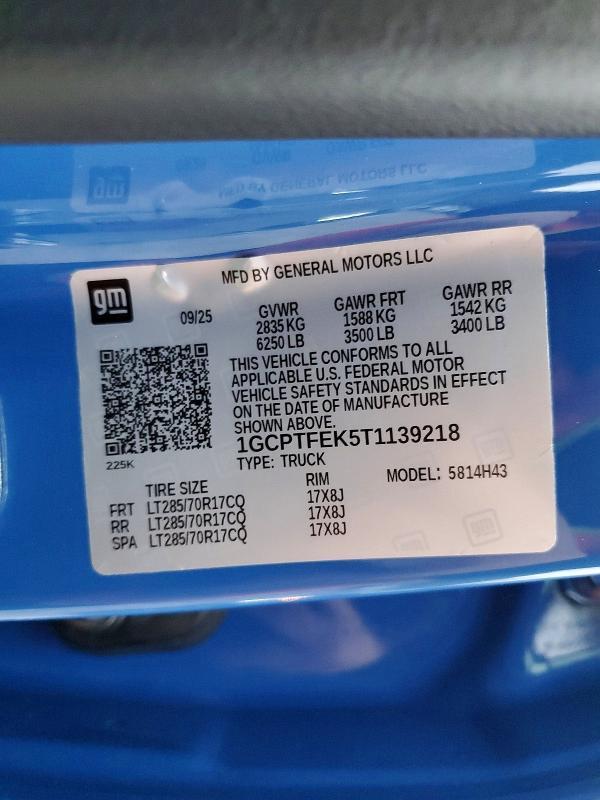 MFD BY GENERAL MOTORS LLC
gm
09/25
GVWR GAWR FRT GAWR RR
2835 KG 1588 KG 1542 KG
6250 LB 3500 LB 3400 LB
THIS VEHICLE CONFORMS TO ALL
APPLICABLE U.S. FEDERAL MOTOR
VEHICLE SAFETY STANDARDS IN EFFECT
ON THE DATE OF MANUFACTURE
SHOWN ABOVE.
1GCPTFEK5T1139218
225K
TYPE: TRUCK
MODEL: 5814H43
TIRE SIZE RIM
FRT LT285/70R17CQ 17X8J
RR LT285/70R17CQ 17X8J
SPA LT285/70R17CQ 17X8J